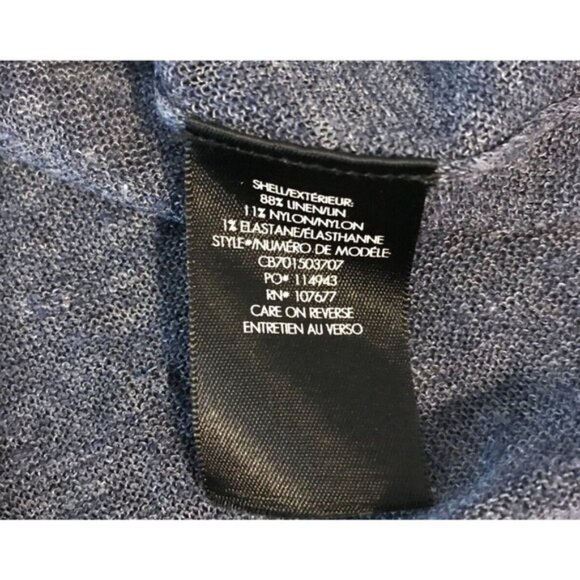 SHELL/EXTÉRIEUR:
88% LINEN/LIN
11% NYLON/NYLON
1% ELASTANE/ÉLASTHANNE
STYLE#/NUMÉRO DE MODÈLE-
CB701503707
PO# 114943
RN# 107677
CARE ON REVERSE
ENTRETIEN AU VERSO